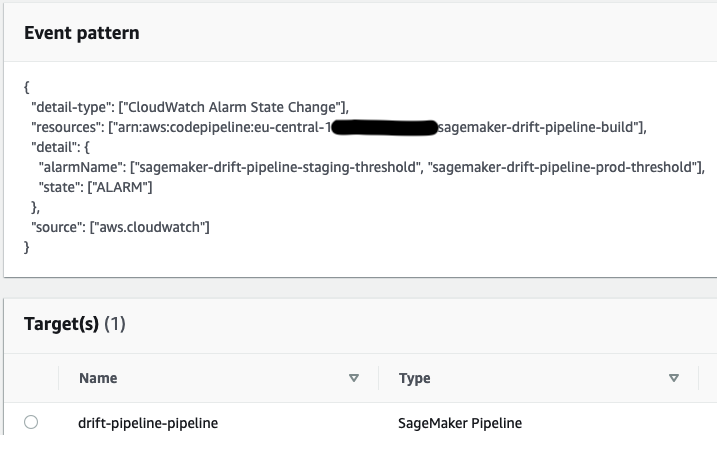 Event pattern
{
"detail-type": ["CloudWatch Alarm State Change"],
"resources": ["arn:aws:codepipeline:eu-central-1 sagemaker-drift-pipeline-build"],
"detail": {
"alarmName": ["sagemaker-drift-pipeline-staging-threshold", "sagemaker-drift-pipeline-prod-threshold"],
"state": ["ALARM"]
},
"source": ["aws.cloudwatch"]
}
Target(s) (1)
Name Type
drift-pipeline-pipeline SageMaker Pipeline